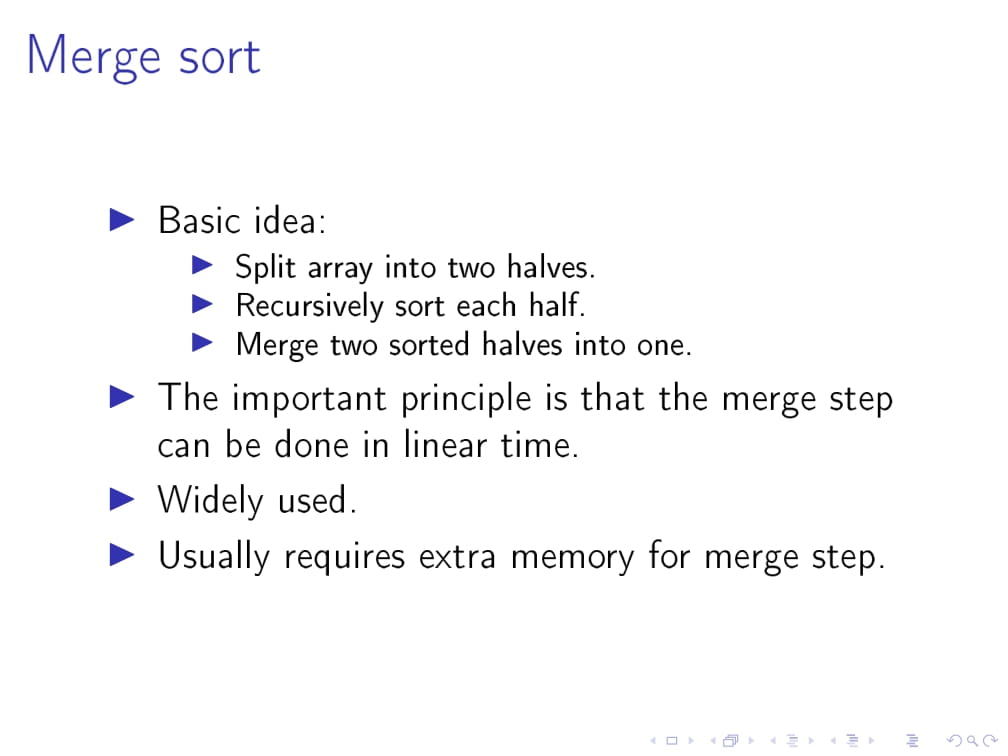 Merge sort
Basic idea:
Split array into two halves.
Recursively sort each half.
Merge two sorted halves into one.
The important principle is that the merge step
can be done in linear time.
Widely used.
Usually requires extra memory for merge step.